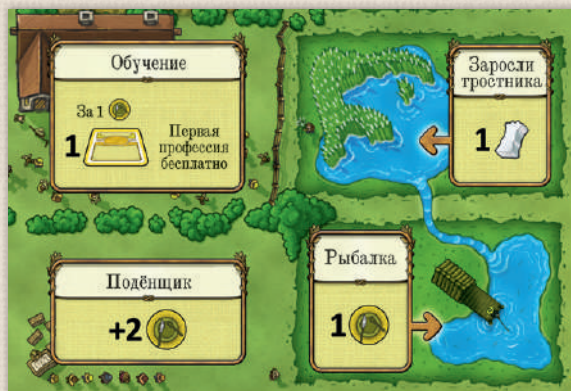 Обучение
За 1
1
Первая
профессия
бесплатно
Заросли
тростника
1
Подёнщик
+2
Рыбалка
1